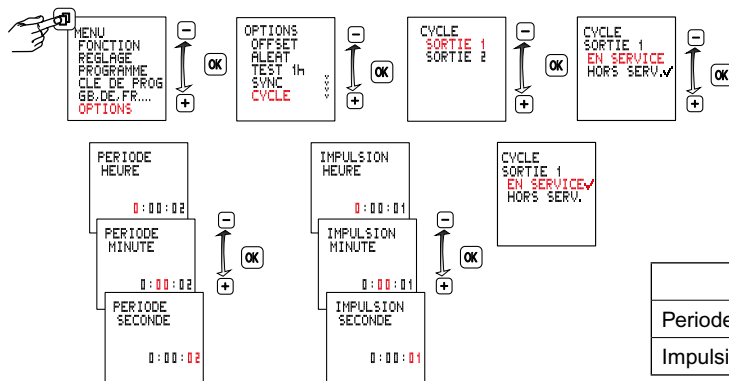 MENU
FONCTION
REGLAGE
PROGRAMME
CLE DE PROG
GB,DE,FR....
OPTIONS
−
OK
+
OPTIONS
OFFSET
ALEAT
TEST 1h
SYNC
CYCLE
−
OK
+
CYCLE
SORTIE 1
SORTIE 2
−
OK
+
CYCLE
SORTIE 1
EN SERVICE
HORS SERV.✓
−
OK
+
PERIODE
HEURE
0:00:02
PERIODE
MINUTE
0:00:02
PERIODE
SECONDE
0:00:02
−
OK
+
IMPULSION
HEURE
0:00:01
IMPULSION
MINUTE
0:00:01
IMPULSION
SECONDE
0:00:01
−
OK
+
CYCLE
SORTIE 1
EN SERVICE✓
HORS SERV.
Periode
Impulsi